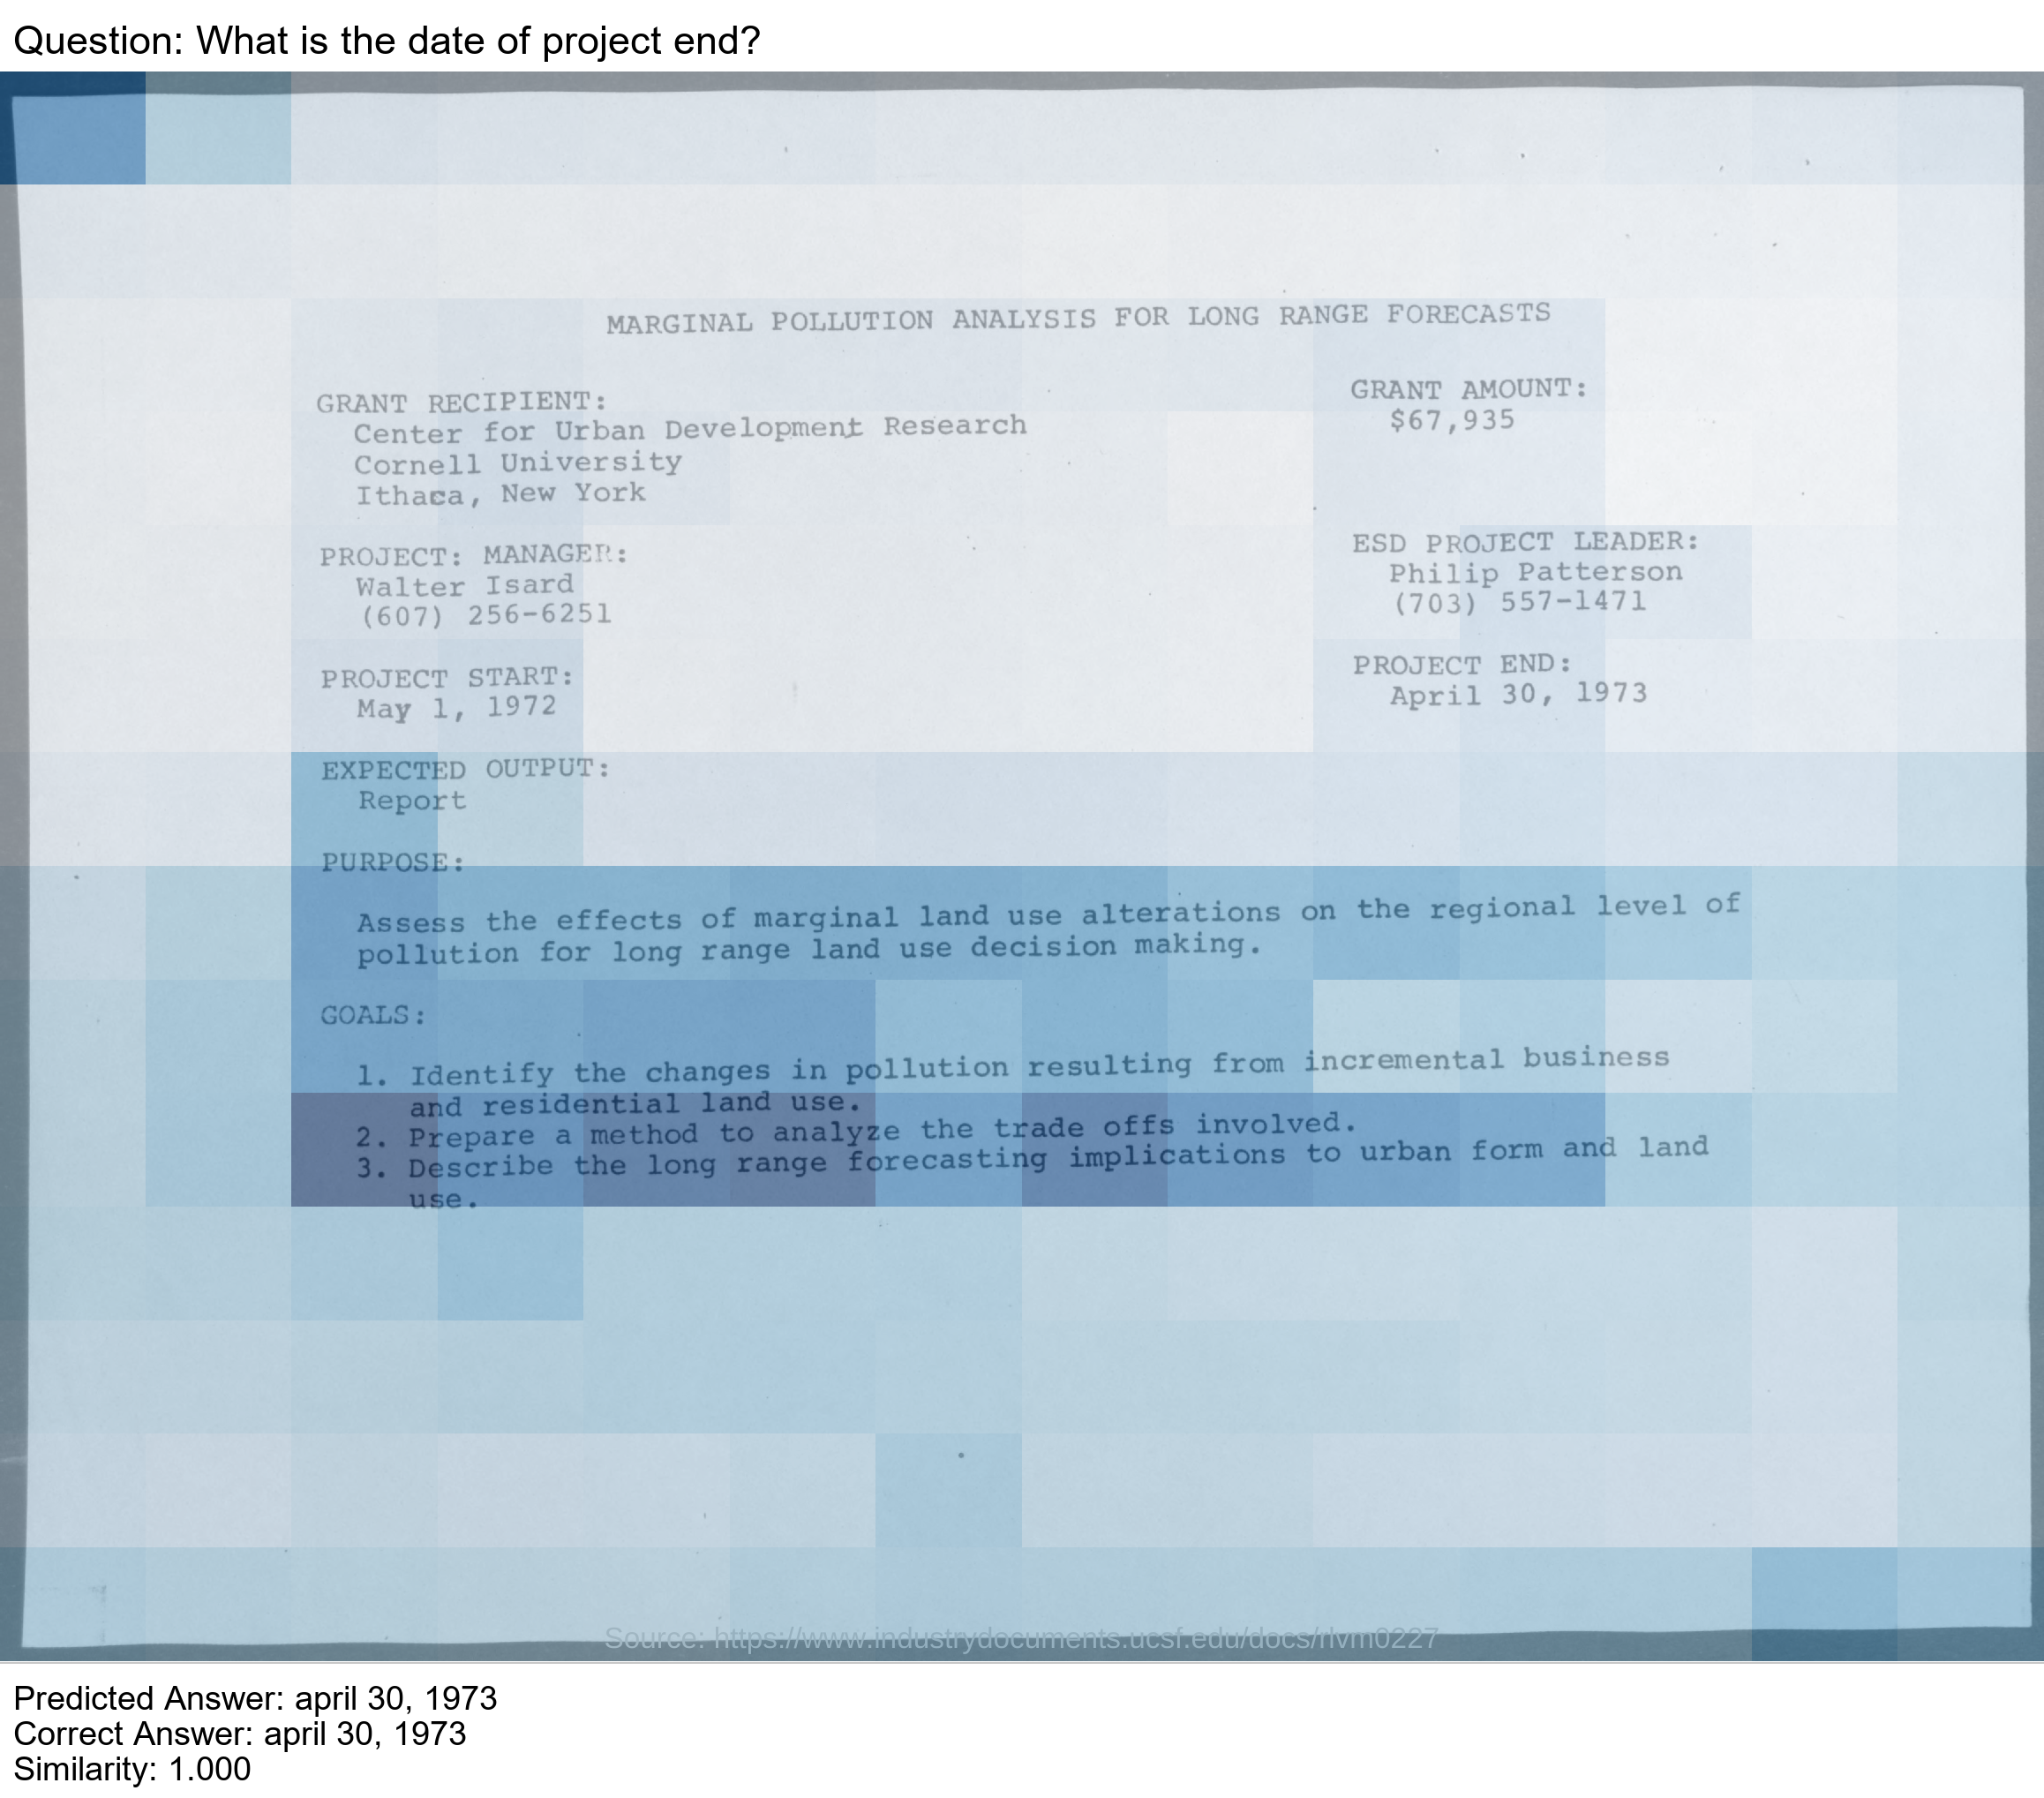 Question: What is the date of project end?
MARGINAL POLLUTION ANALYSIS FOR LONG RANGE FORECASTS
GRANT RECIPIENT:
Center for Urban Development Research
Cornell University
Ithaca, New York
GRANT AMOUNT:
$67,935
PROJECT: MANAGER:
Walter Isard
(607) 256-6251
ESD PROJECT LEADER:
Philip Patterson
(703) 557-1471
PROJECT START:
May 1, 1972
PROJECT END:
April 30, 1973
EXPECTED OUTPUT:
Report
PURPOSE:
Assess the effects of marginal land use alterations on the regional level of
pollution for long range land use decision making.
GOALS:
1. Identify the changes in pollution resulting from incremental business
and residential land use.
2. Prepare a method to analyze the trade offs involved.
3. Describe the long range forecasting implications to urban form and land
use.
Source: https://www.industrydocuments.ucsf.edu/docs/rlvm0227
Predicted Answer: april 30, 1973
Correct Answer: april 30, 1973
Similarity: 1.000